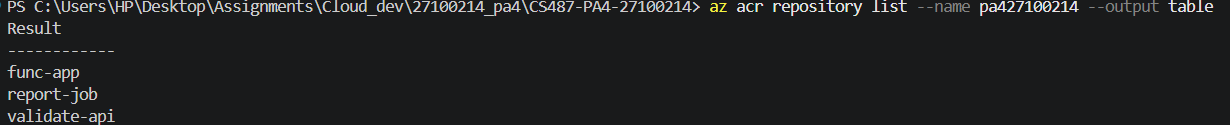 PS C:\Users\HP\Desktop\Assignments\Cloud_dev\27100214_pa4\CS487-PA4-27100214> az acr repository list --name pa427100214 --output table
Result
------------
func-app
report-job
validate-api